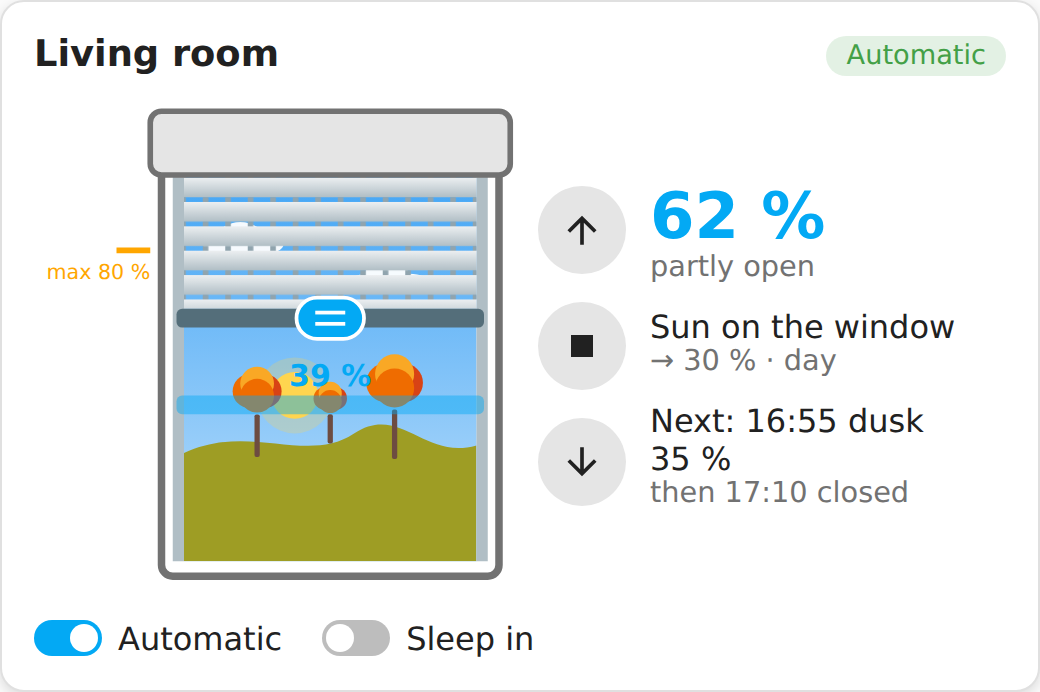 Living room
Automatic
max 80 %
39 %
62 %
partly open
Sun on the window
→ 30 % · day
Next: 16:55 dusk
35 %
then 17:10 closed
Automatic
Sleep in